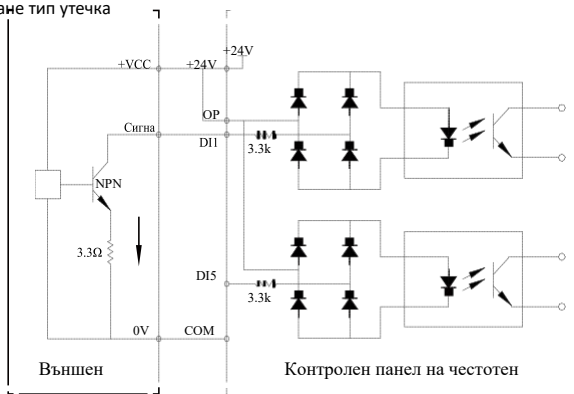 ане тип утечка
+24V
+VCC
+24V
OP
Сигна
DI1
3.3k
NPN
3.3Ω
DI5
3.3k
0V
COM
Външен
Контролен панел на честотен